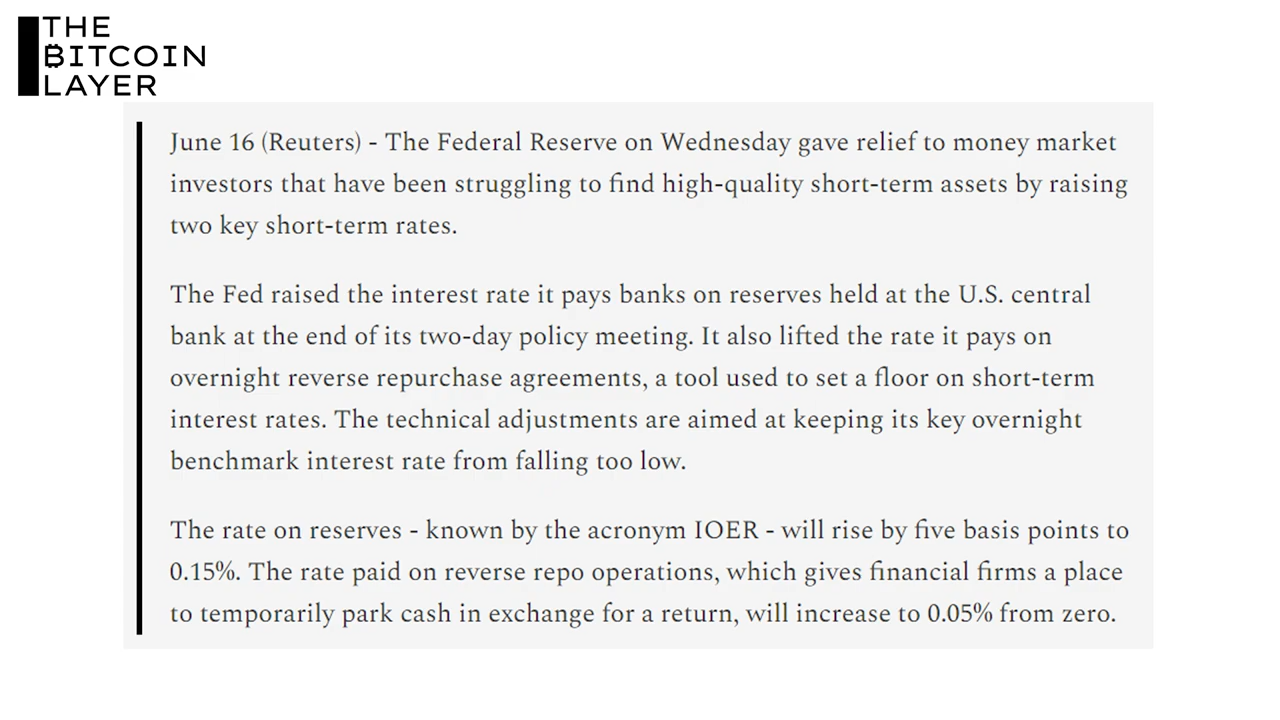 THE
BITCOIN
LAYER
June 16 (Reuters) - The Federal Reserve on Wednesday gave relief to money market
investors that have been struggling to find high-quality short-term assets by raising
two key short-term rates.
The Fed raised the interest rate it pays banks on reserves held at the U.S. central
bank at the end of its two-day policy meeting. It also lifted the rate it pays on
overnight reverse repurchase agreements, a tool used to set a floor on short-term
interest rates. The technical adjustments are aimed at keeping its key overnight
benchmark interest rate from falling too low.
The rate on reserves - known by the acronym IOER - will rise by five basis points to
0.15%. The rate paid on reverse repo operations, which gives financial firms a place
to temporarily park cash in exchange for a return, will increase to 0.05% from zero.